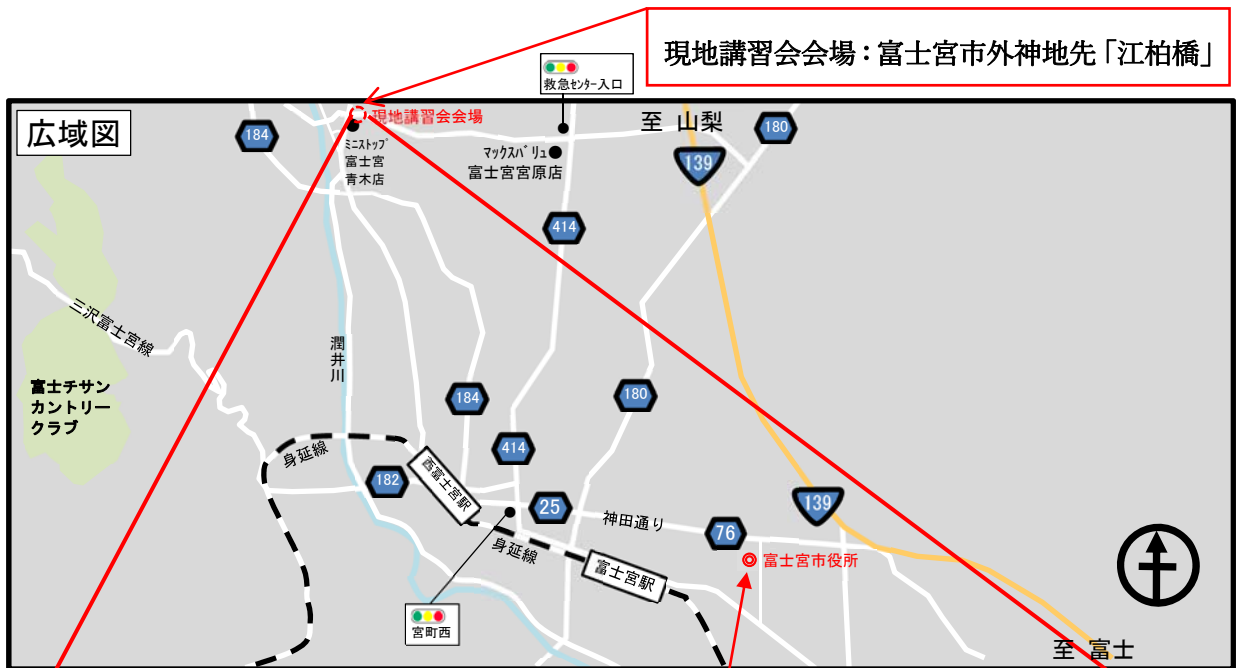 現地講習会会場：富士宮市外神地先「江柏橋」
救急ｾﾝﾀｰ入口
広域図
184
現地講習会会場
ﾐﾆｽﾄｯﾌﾟ
富士宮
青木店
ﾏｯｸｽﾊﾞﾘｭ
富士宮宮原店
至 山梨
180
139
414
三沢富士宮線
潤井川
富士チサン
カントリー
クラブ
184
180
414
身延線
182
西富士宮駅
25
神田通り
76
139
身延線
富士宮駅
富士宮市役所
宮町西
至 富士